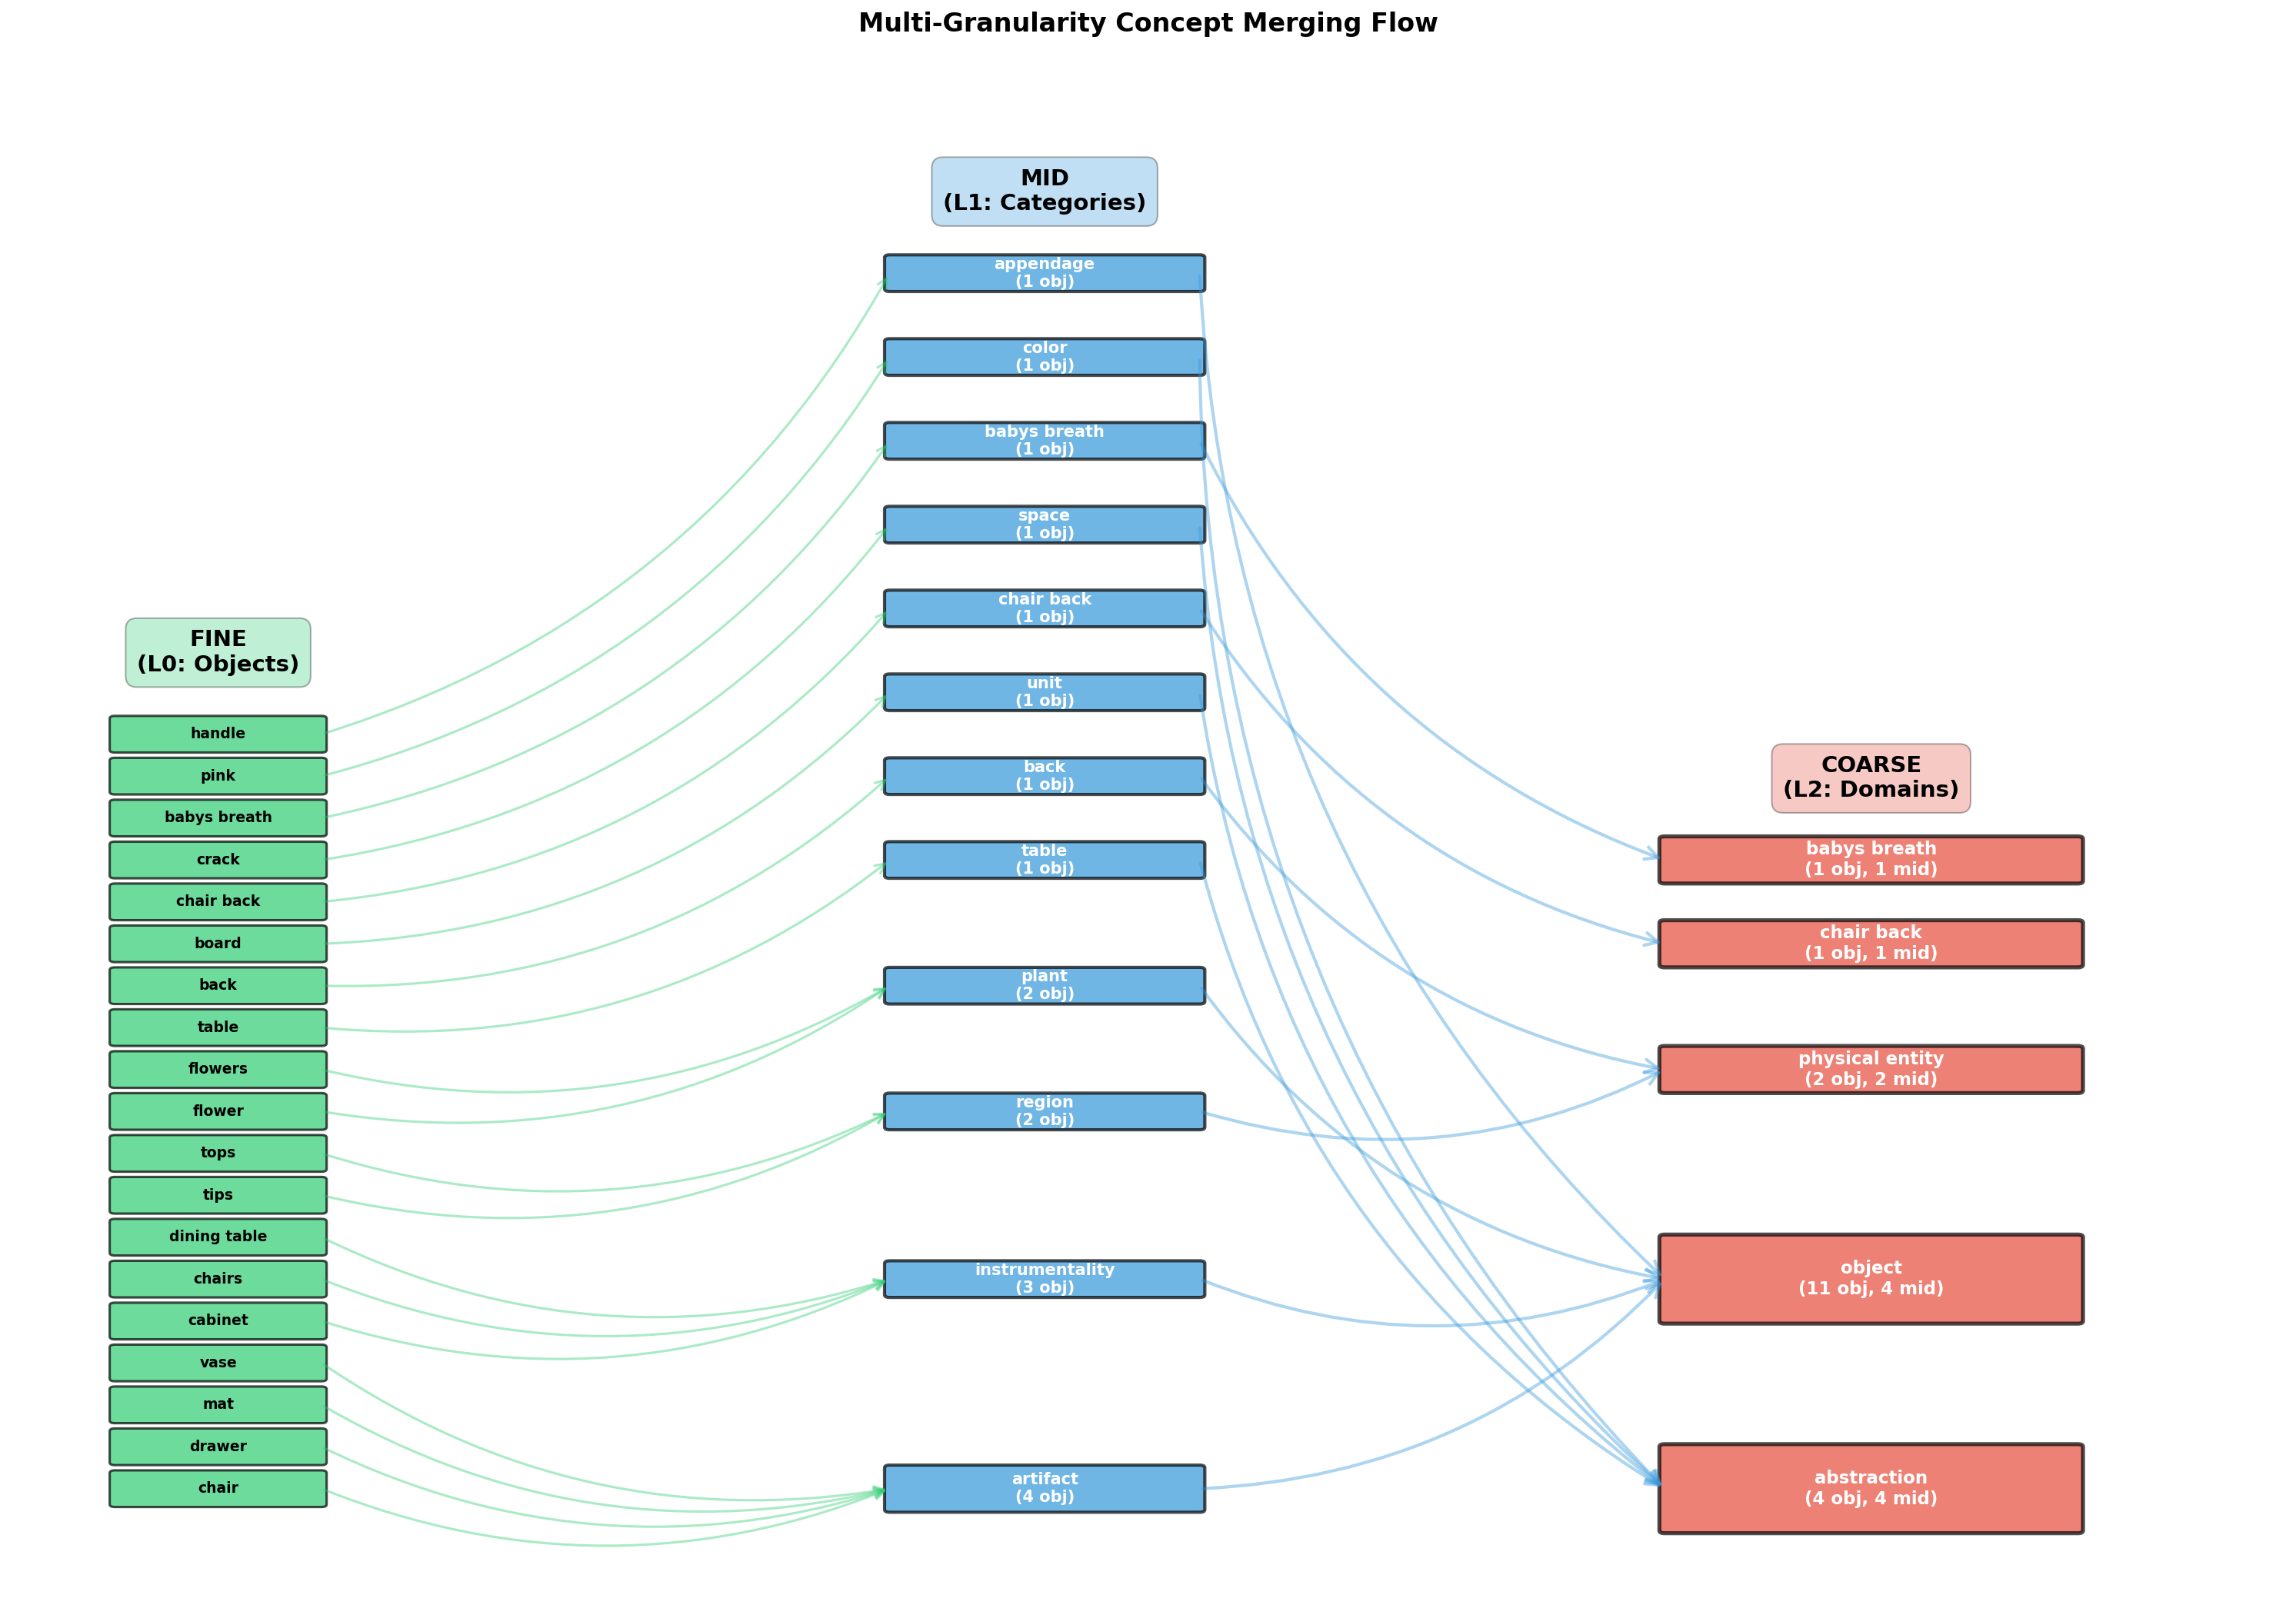 Multi-Granularity Concept Merging Flow
FINE
(L0: Objects)
handle
pink
babys breath
crack
chair back
board
back
table
flowers
flower
tops
tips
dining table
chairs
cabinet
vase
mat
drawer
chair
MID
(L1: Categories)
appendage
(1 obj)
color
(1 obj)
babys breath
(1 obj)
space
(1 obj)
chair back
(1 obj)
unit
(1 obj)
back
(1 obj)
table
(1 obj)
plant
(2 obj)
region
(2 obj)
instrumentality
(3 obj)
artifact
(4 obj)
COARSE
(L2: Domains)
babys breath
(1 obj, 1 mid)
chair back
(1 obj, 1 mid)
physical entity
(2 obj, 2 mid)
object
(11 obj, 4 mid)
abstraction
(4 obj, 4 mid)